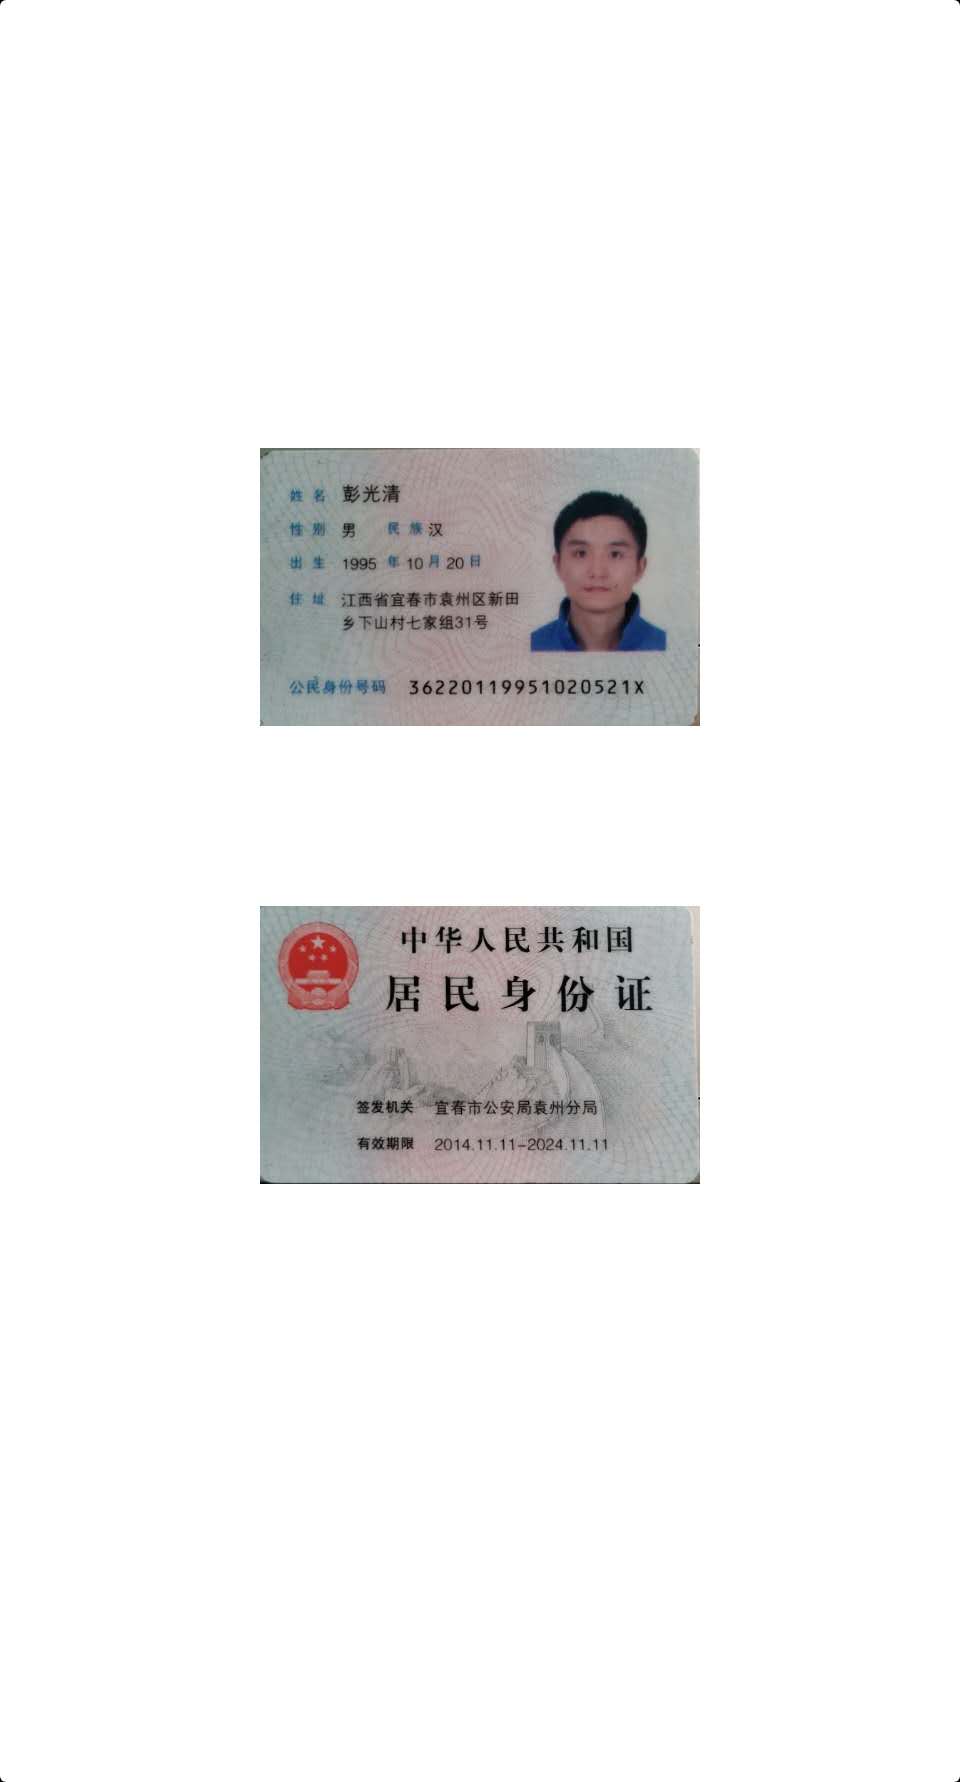 姓名 彭光清
性别 男 民族 汉
出生 1995 年 10 月 20 日
住址 江西省宜春市袁州区新田
乡下山村七家组31号
公民身份号码 36220119951020521X
中华人民共和国
居民身份证
签发机关 宜春市公安局袁州分局
有效期限 2014.11.11-2024.11.11